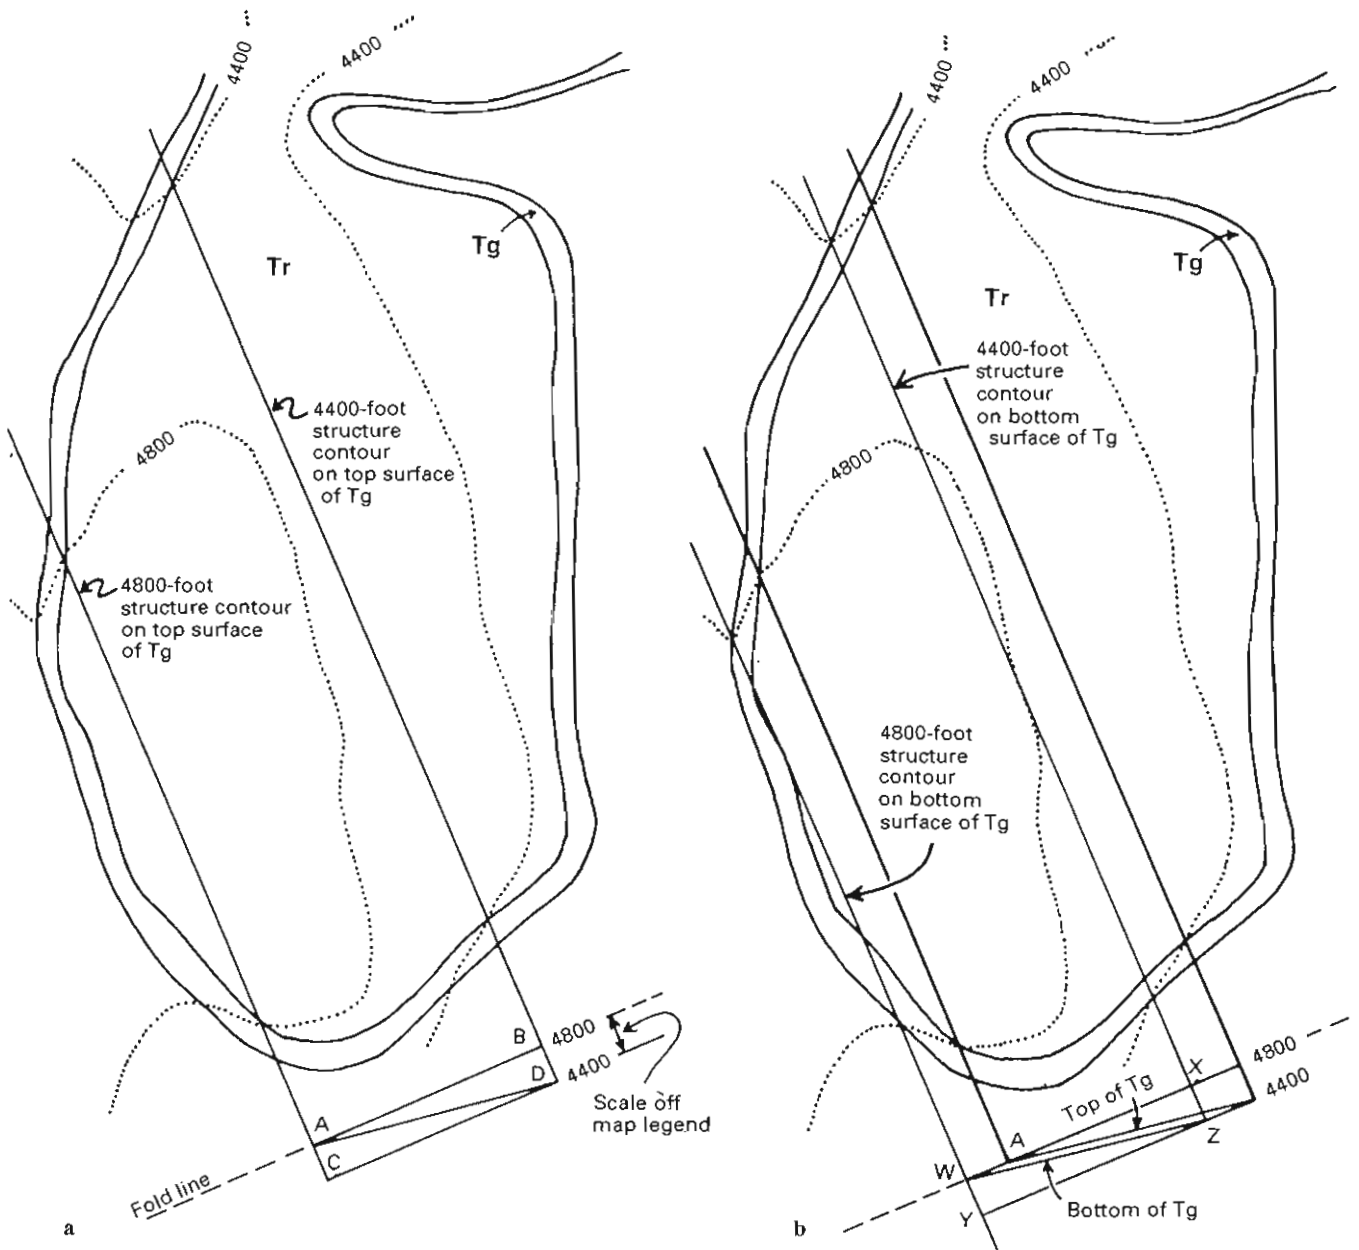 4400
4400
Tg
Tr
4400-foot
structure
contour
on top surface
of Tg
4800
4800-foot
structure contour
on top surface
of Tg
B
4800
D
4400
A
C
Scale off
map legend
Fold line
a
4400
4400
Tg
Tr
4400-foot
structure
contour
on bottom
surface of Tg
4800
4800-foot
structure
contour
on bottom
surface of Tg
X
4800
4400
Top of Tg
A
Z
W
Y
Bottom of Tg
b